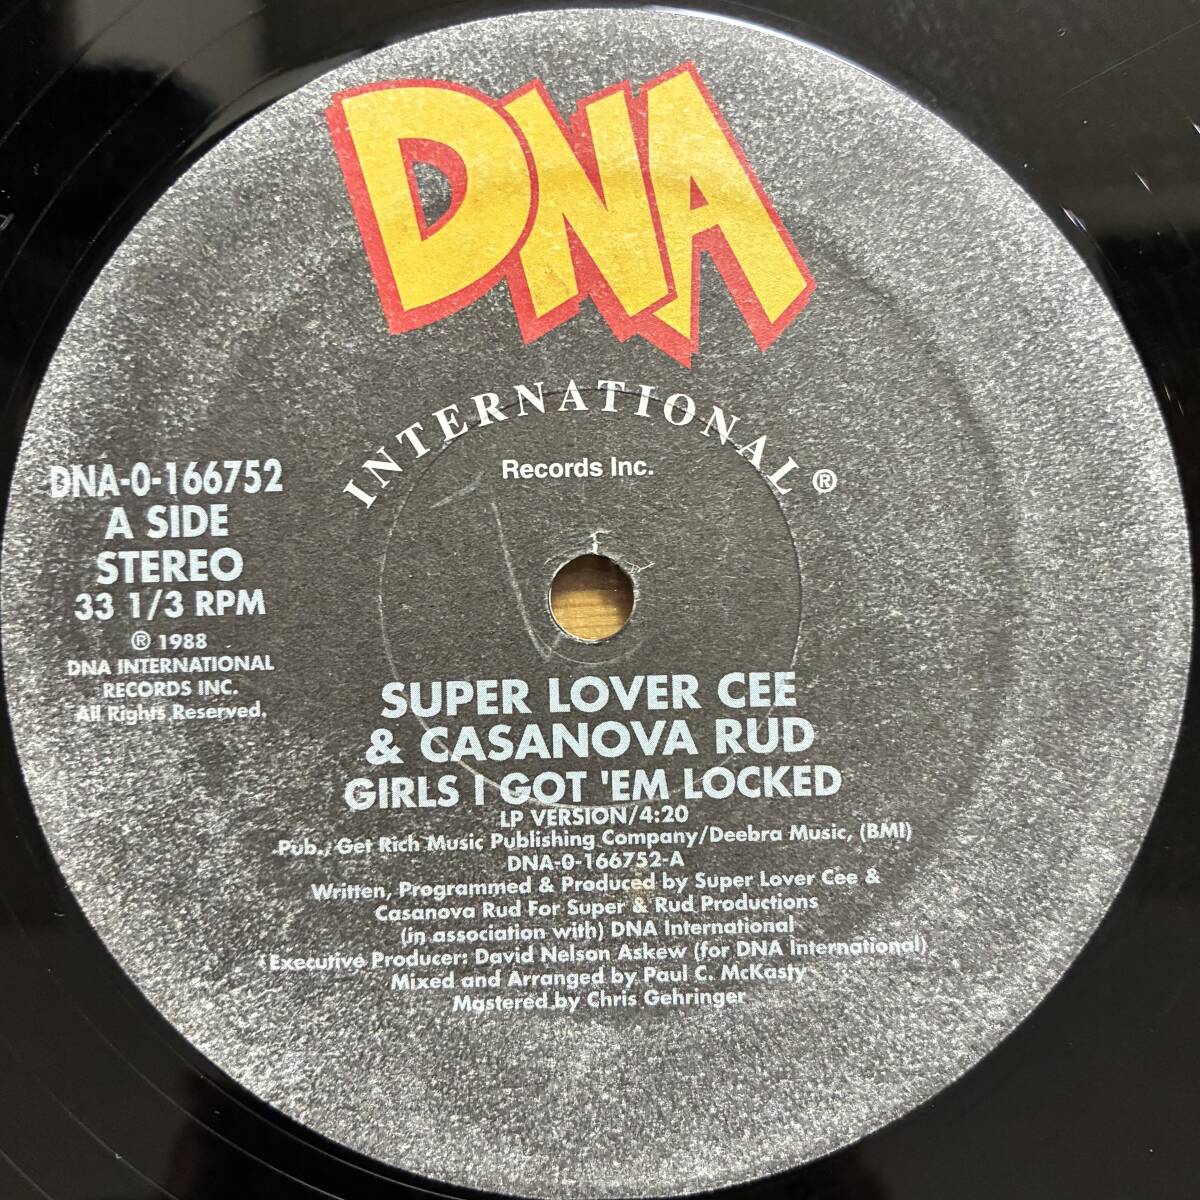 DNA
INTERNATIONAL®
Records Inc.
DNA-0-166752
A SIDE
STEREO
33 1/3 RPM
® 1988
DNA INTERNATIONAL
RECORDS INC.
All Rights Reserved.
SUPER LOVER CEE
& CASANOVA RUD
GIRLS I GOT 'EM LOCKED
LP VERSION/4:20
Pub., Get Rich Music Publishing Company/Deebra Music, (BMI)
DNA-0-166752-A
Written, Programmed & Produced by Super Lover Cee &
Casanova Rud For Super & Rud Productions
(in association with) DNA International
Executive Producer: David Nelson Askew (for DNA International)
Mixed and Arranged by Paul C. McKasty
Mastered by Chris Gehringer